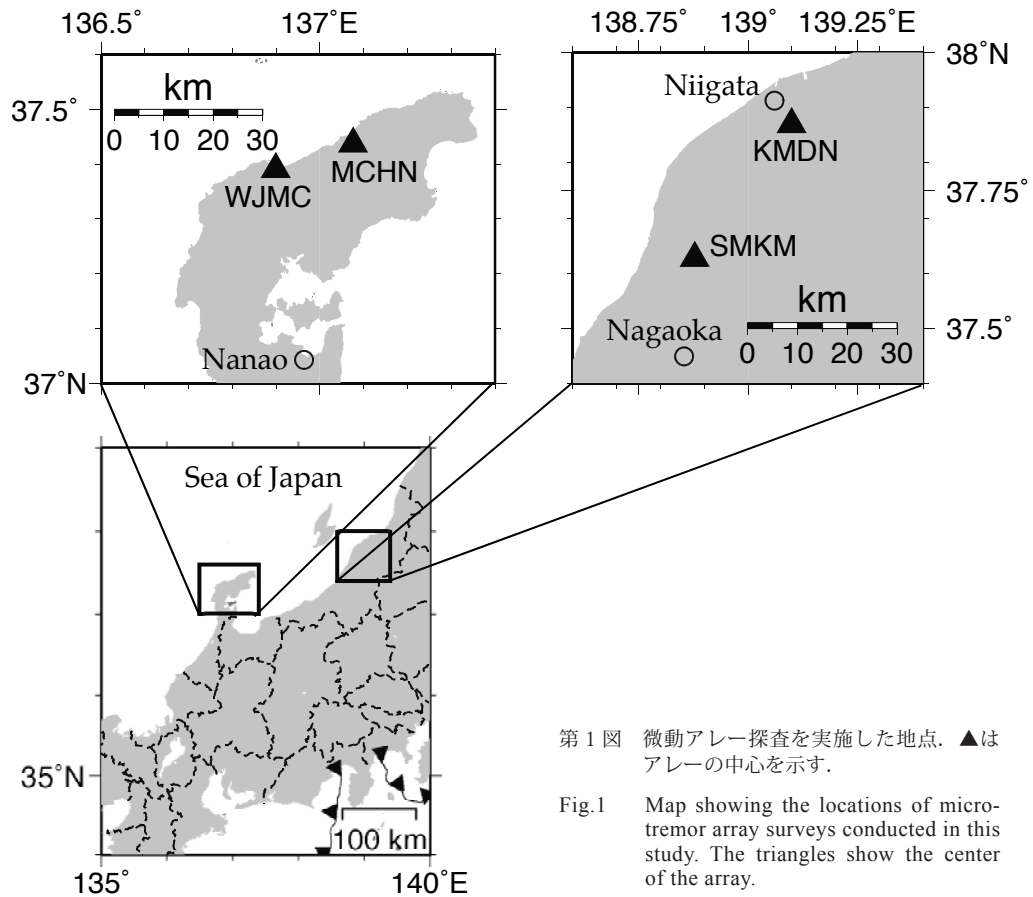 136.5˚ 137˚E
37.5˚
37˚N
km
0 10 20 30
WJMC
MCHN
Nanao
138.75˚ 139˚ 139.25˚
38˚N
37.75˚
37.5˚
Niigata
KMDN
SMKM
km
0 10 20 30
Nagaoka
Sea of Japan
35˚N
100 km
135˚ 140˚E
第1図 微動アレー探査を実施した地点．▲は
アレーの中心を示す．
Fig.1 Map showing the locations of micro-
tremor array surveys conducted in this
study. The triangles show the center
of the array.